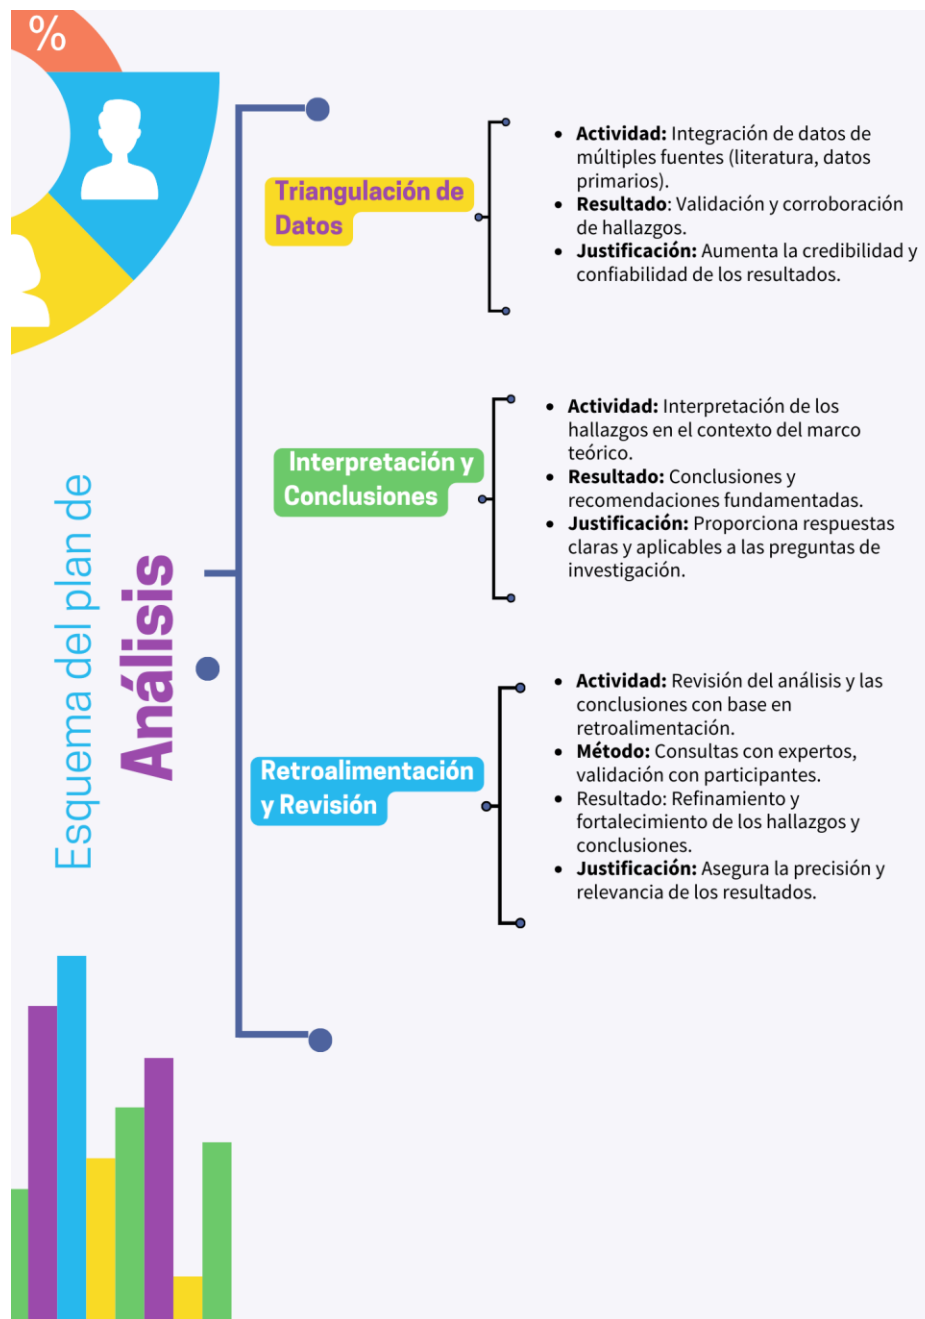 %
Esquema del plan de
Análisis
Triangulación de
Datos
• Actividad: Integración de datos de
múltiples fuentes (literatura, datos
primarios).
• Resultado: Validación y corroboración
de hallazgos.
• Justificación: Aumenta la credibilidad y
confiabilidad de los resultados.
Interpretación y
Conclusiones
• Actividad: Interpretación de los
hallazgos en el contexto del marco
teórico.
• Resultado: Conclusiones y
recomendaciones fundamentadas.
• Justificación: Proporciona respuestas
claras y aplicables a las preguntas de
investigación.
Retroalimentación
y Revisión
• Actividad: Revisión del análisis y las
conclusiones con base en
retroalimentación.
• Método: Consultas con expertos,
validación con participantes.
• Resultado: Refinamiento y
fortalecimiento de los hallazgos y
conclusiones.
• Justificación: Asegura la precisión y
relevancia de los resultados.